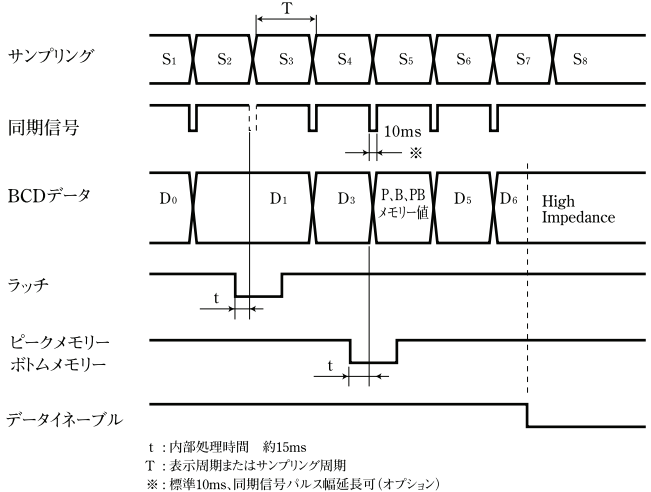 T
サンプリング
S1 S2 S3 S4 S5 S6 S7 S8
同期信号
10ms
※
BCDデータ
D0 D1 D3 P、B、PB メモリー値 D5 D6 High Impedance
ラッチ
t
ピークメモリー
ボトムメモリー
t
データイネーブル
t : 内部処理時間 約15ms
T : 表示周期またはサンプリング周期
※ : 標準10ms、同期信号パルス幅延長可(オプション)